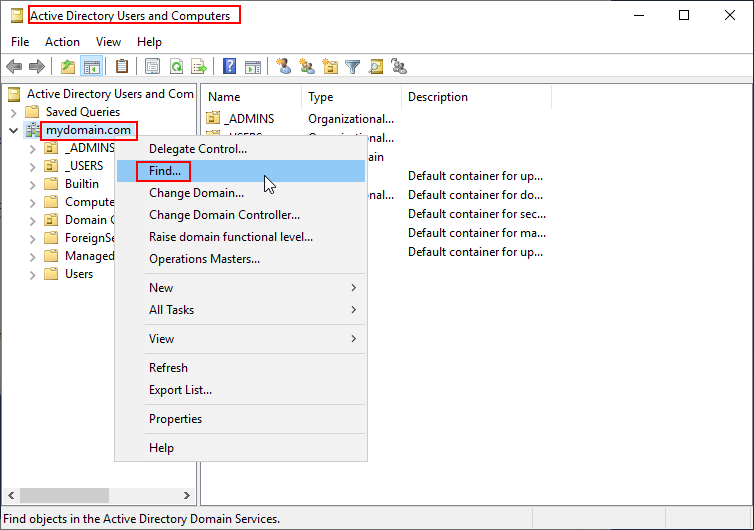 Active Directory Users and Computers
File Action View Help
Active Directory Users and Com
Saved Queries
mydomain.com
_ADMINS
_USERS
Builtin
Compute
Domain C
ForeignSe
Managed
Users
Name Type Description
_ADMINS Organizational...
_USERS Organizational...
ain
Default container for up...
nal... Default container for do...
Default container for sec...
Default container for ma...
Default container for up...
Delegate Control...
Find...
Change Domain...
Change Domain Controller...
Raise domain functional level...
Operations Masters...
New
All Tasks
View
Refresh
Export List...
Properties
Help
Find objects in the Active Directory Domain Services.